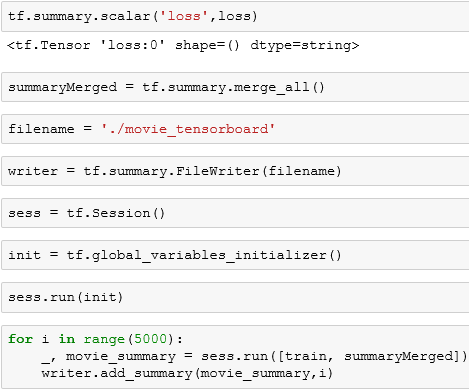 tf.summary.scalar('loss',loss)
<tf.Tensor 'loss:0' shape=() dtype=string>
summaryMerged = tf.summary.merge_all()
filename = './movie_tensorboard'
writer = tf.summary.FileWriter(filename)
sess = tf.Session()
init = tf.global_variables_initializer()
sess.run(init)
for i in range(5000):
    _, movie_summary = sess.run([train, summaryMerged])
    writer.add_summary(movie_summary,i)